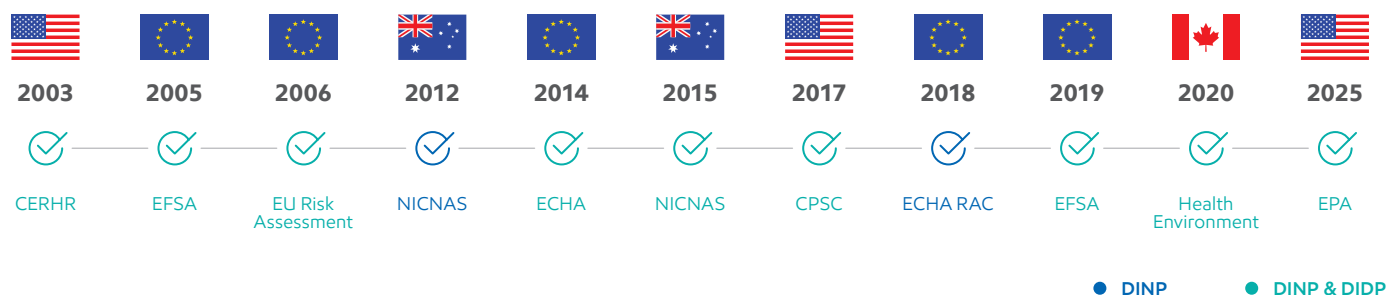 2003 2005 2006 2012 2014 2015 2017 2018 2019 2020 2025
CERHR EFSA EU Risk NICNAS ECHA NICNAS CPSC ECHA RAC EFSA Health EPA
Assessment Environment
DINP DINP & DIDP